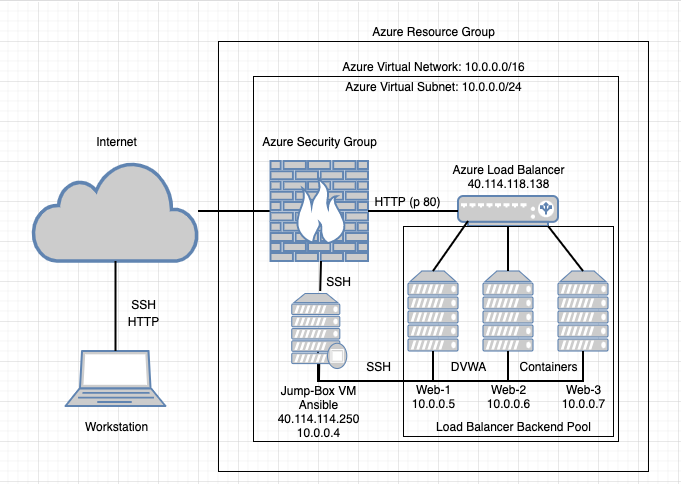 Azure Resource Group
Azure Virtual Network: 10.0.0.0/16
Azure Virtual Subnet: 10.0.0.0/24
Internet
Azure Security Group
Azure Load Balancer
40.114.118.138
HTTP (p 80)
SSH
SSH
HTTP
SSH
DVWA
Containers
Jump-Box VM
Ansible
40.114.114.250
10.0.0.4
Web-1
10.0.0.5
Web-2
10.0.0.6
Web-3
10.0.0.7
Workstation
Load Balancer Backend Pool